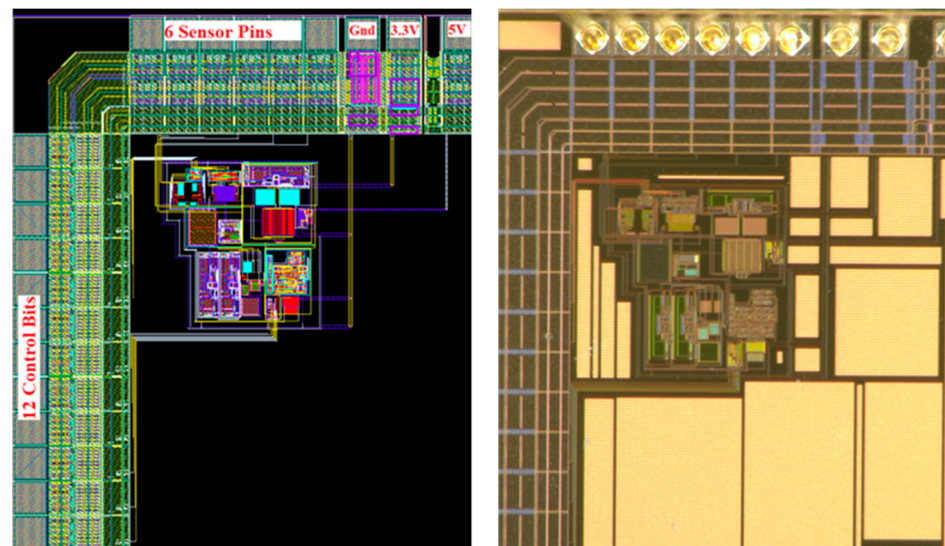 6 Sensor Pins
Gnd
3.3V
5V
12 Control Bits